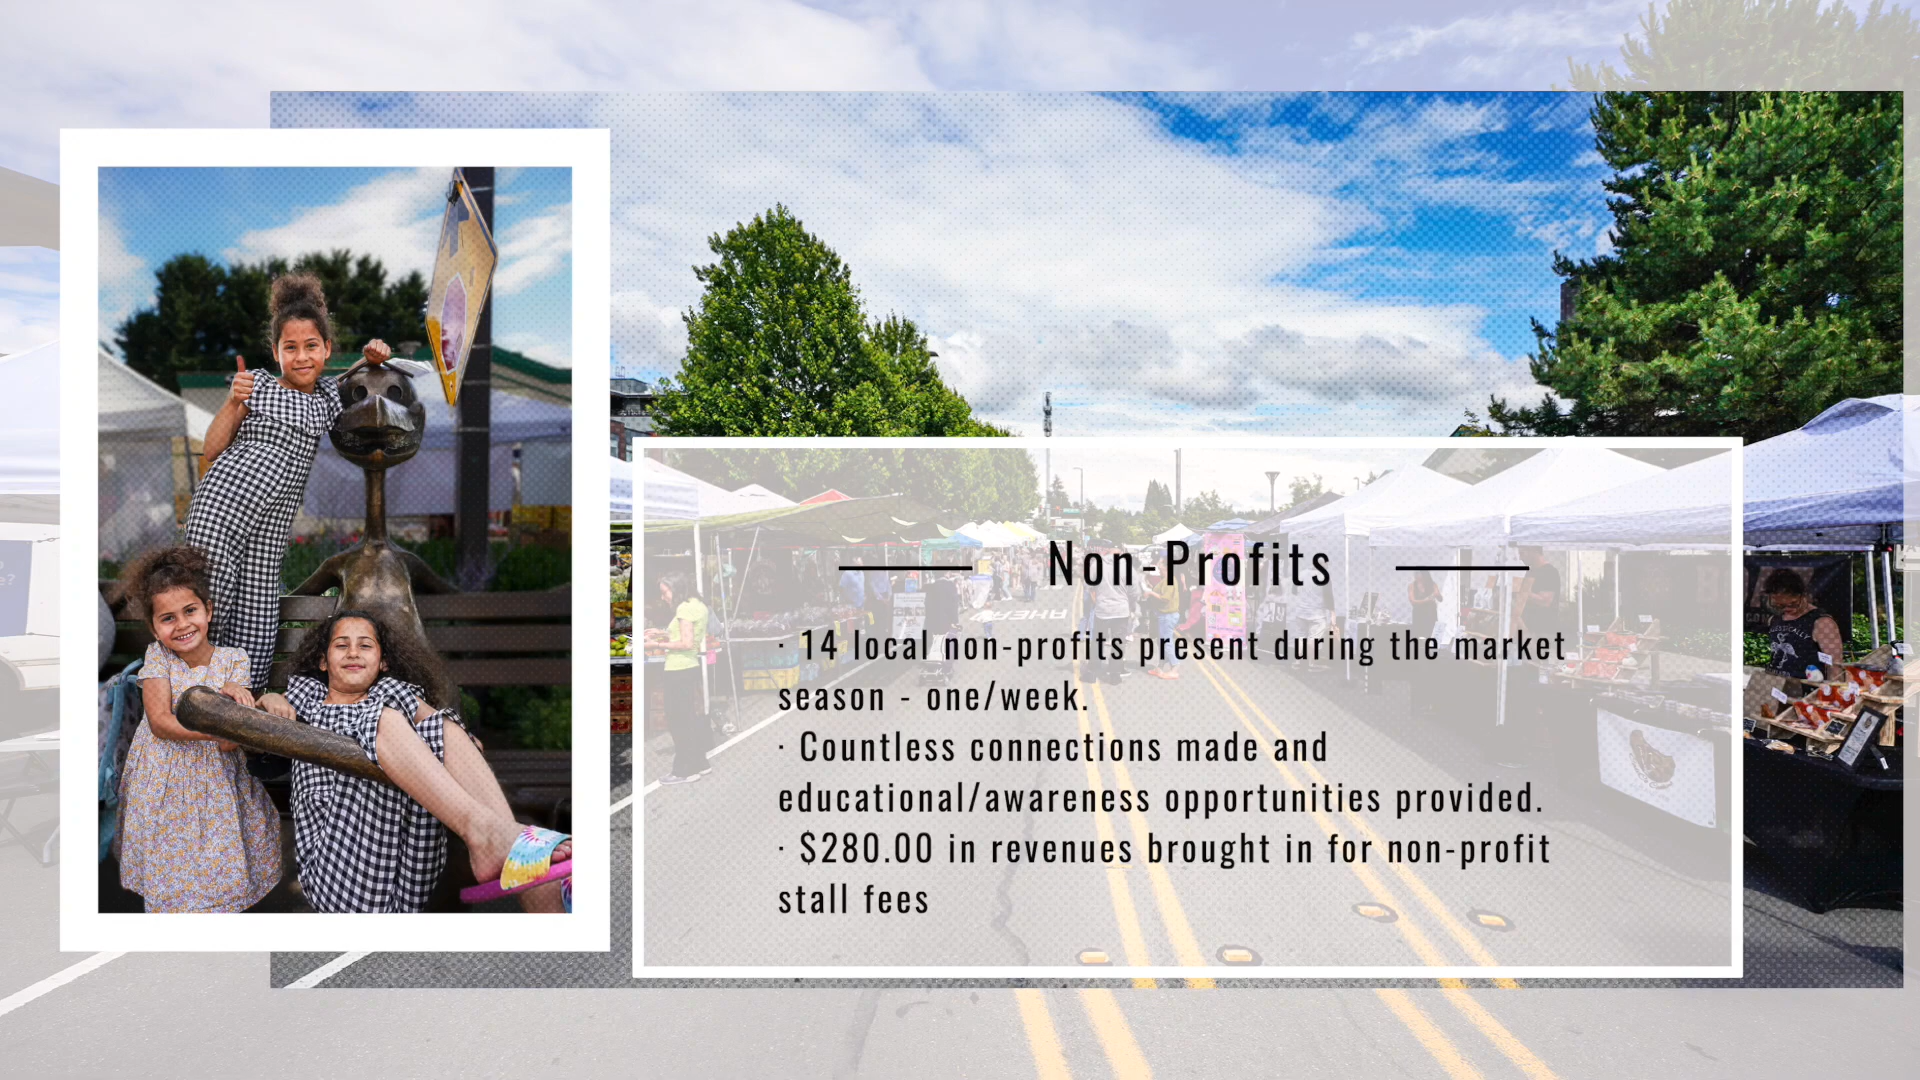 Non-Profits
· 14 local non-profits present during the market
season - one/week.
· Countless connections made and
educational/awareness opportunities provided.
· $280.00 in revenues brought in for non-profit
stall fees
AHEAD